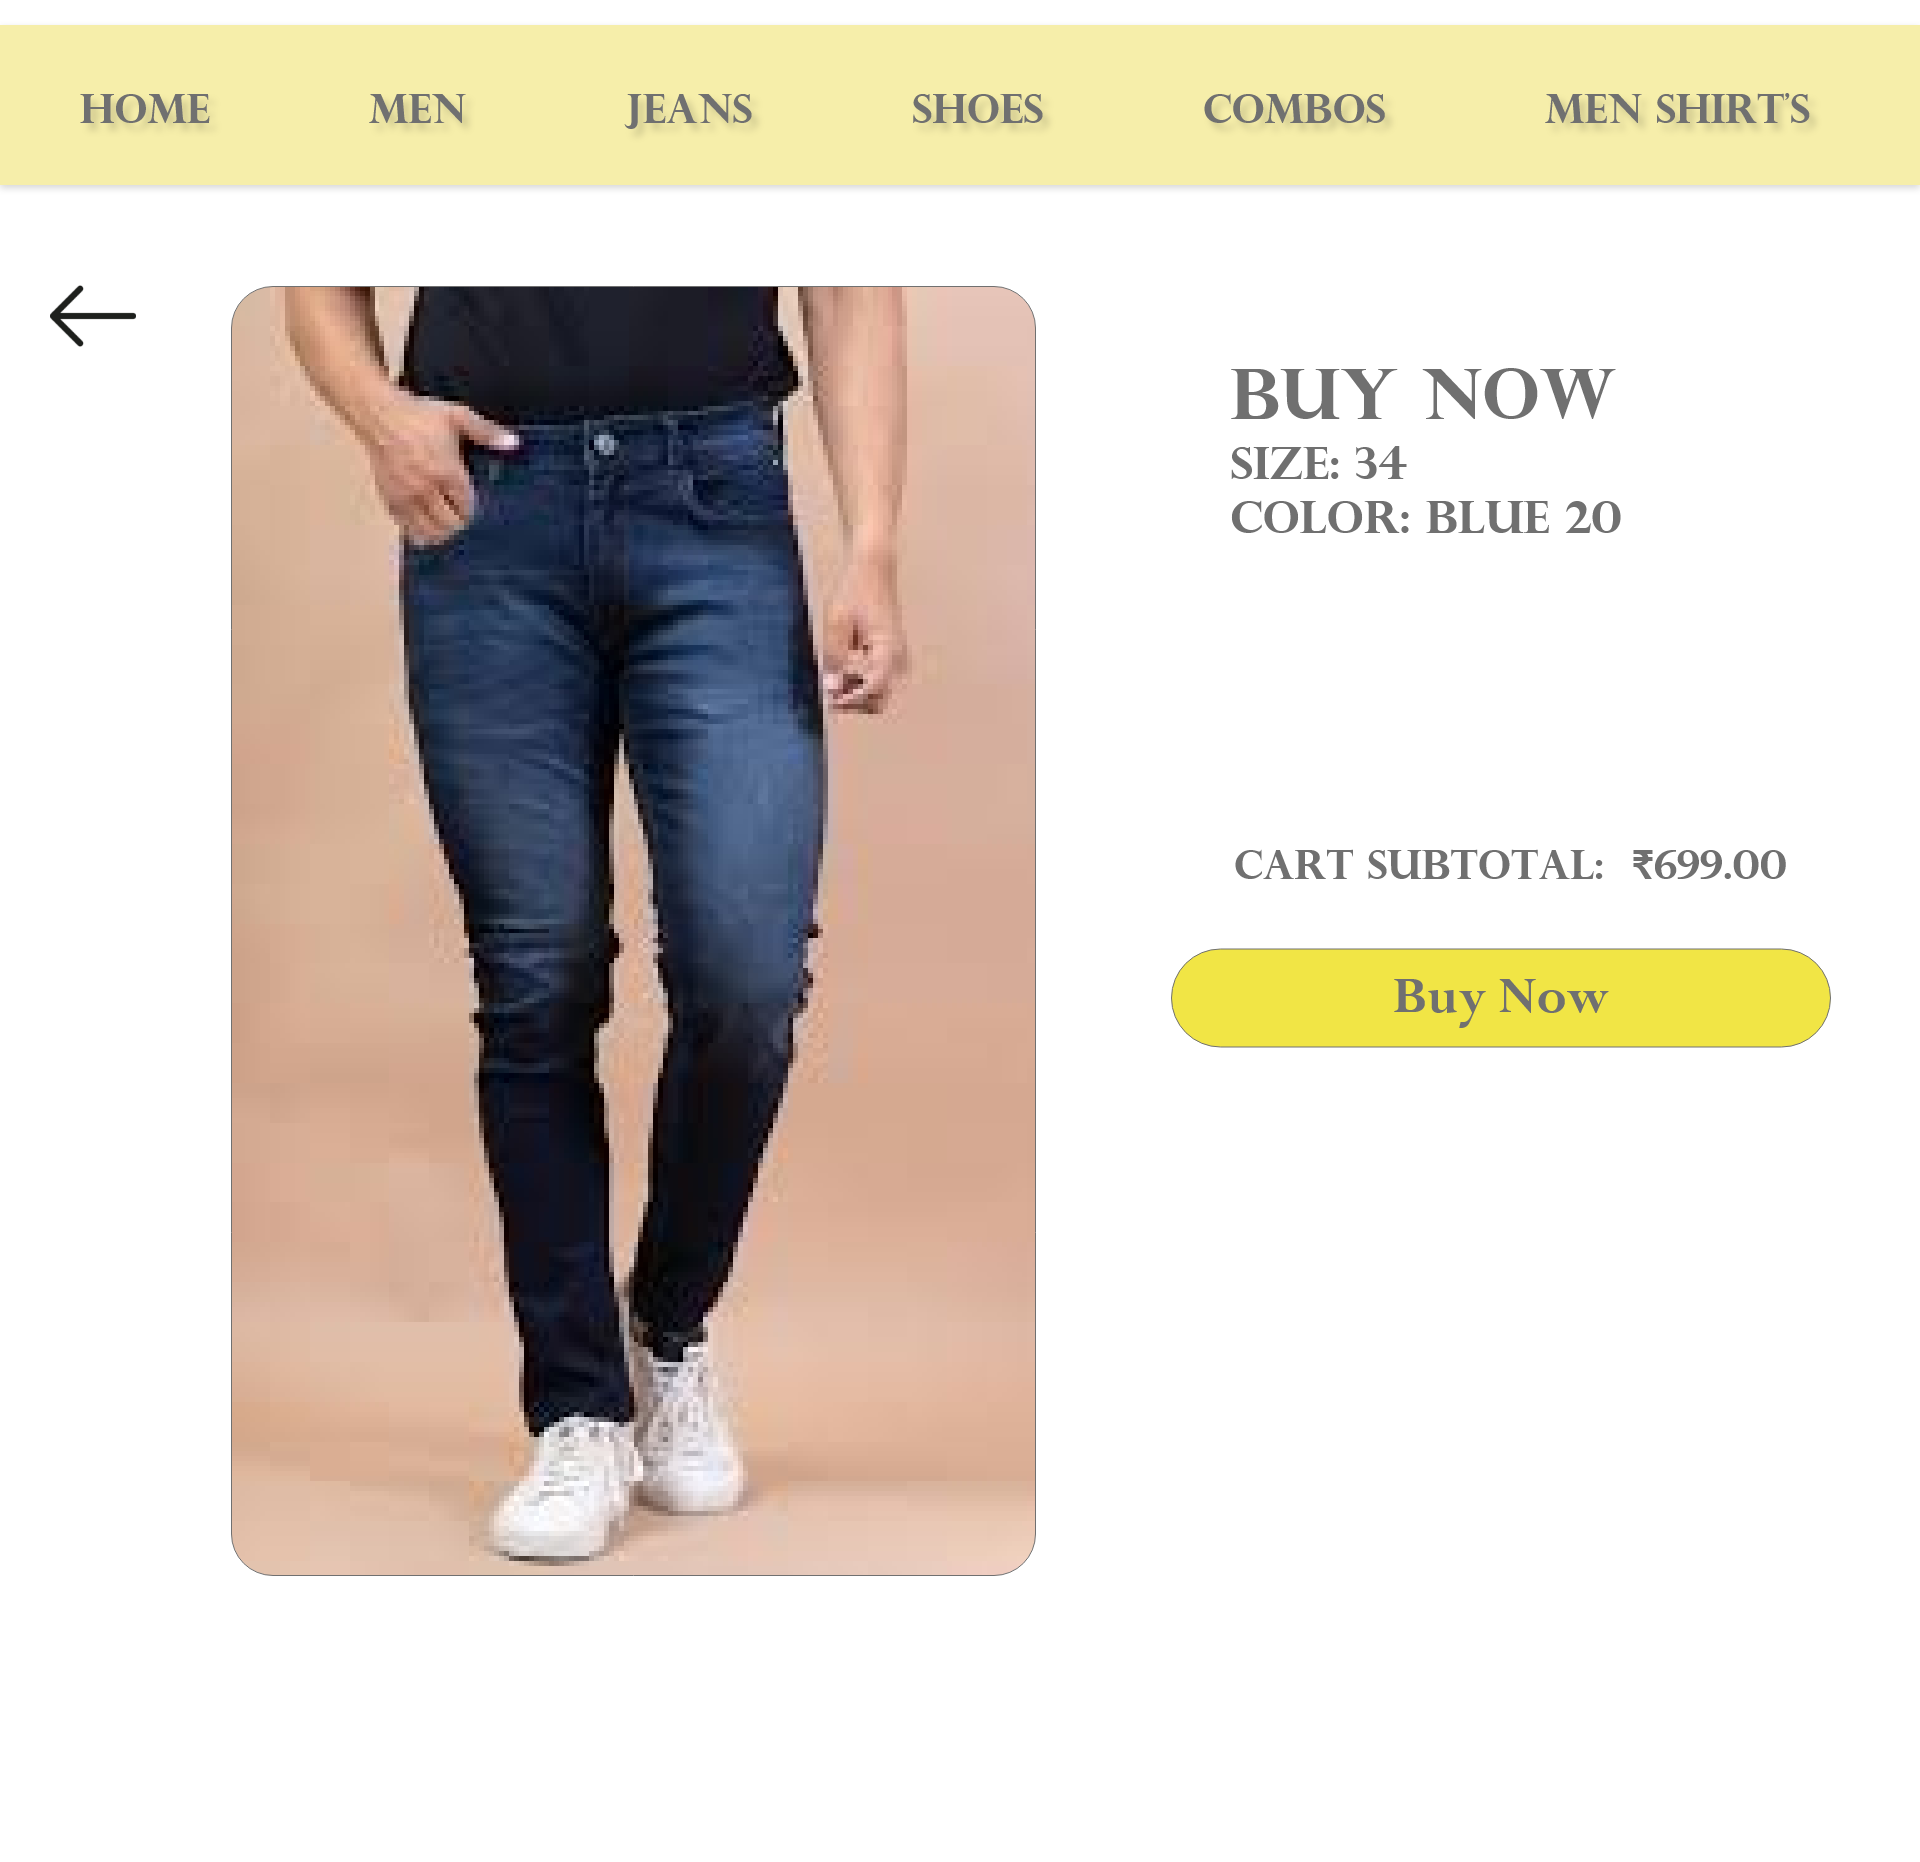 HOME MEN JEANS SHOES COMBOS MEN SHIRT'S
BUY NOW
SIZE: 34
COLOR: BLUE 20
CART SUBTOTAL: ₹699.00
Buy Now